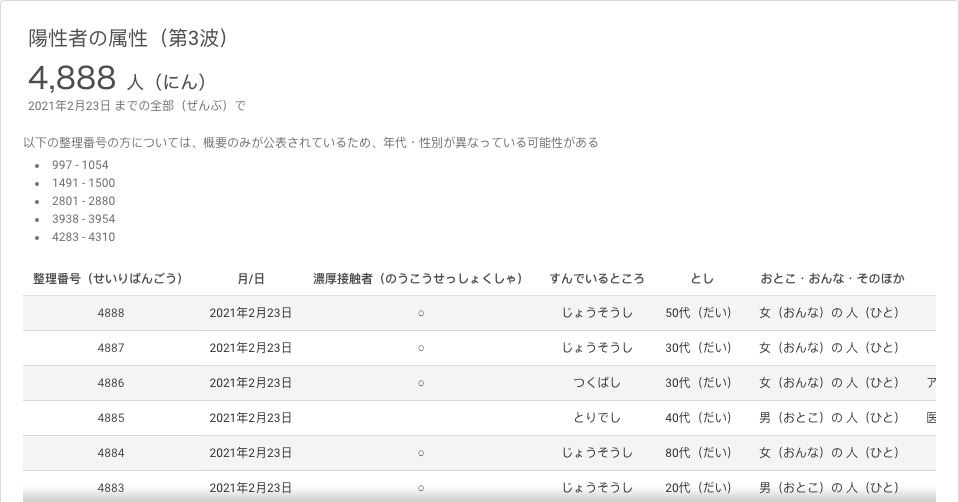 陽性者の属性（第3波）
4,888 人（にん）
2021年2月23日 までの全部（ぜんぶ）で
以下の整理番号の方については、概要のみが公表されているため、年代・性別が異なっている可能性がある
• 997 - 1054
• 1491 - 1500
• 2801 - 2880
• 3938 - 3954
• 4283 - 4310
整理番号（せいりばんごう） 月/日 濃厚接触者（のうこうせっしょくしゃ） すんでいるところ とし おとこ・おんな・そのほか
4888 2021年2月23日 ○ じょうそうし 50代（だい） 女（おんな）の 人（ひと）
4887 2021年2月23日 ○ じょうそうし 30代（だい） 女（おんな）の 人（ひと）
4886 2021年2月23日 ○ つくばし 30代（だい） 女（おんな）の 人（ひと） ア
4885 2021年2月23日 とりでし 40代（だい） 男（おとこ）の 人（ひと） 医
4884 2021年2月23日 ○ じょうそうし 80代（だい） 女（おんな）の 人（ひと）
4883 2021年2月23日 ○ じょうそうし 20代（だい） 男（おとこ）の 人（ひと）